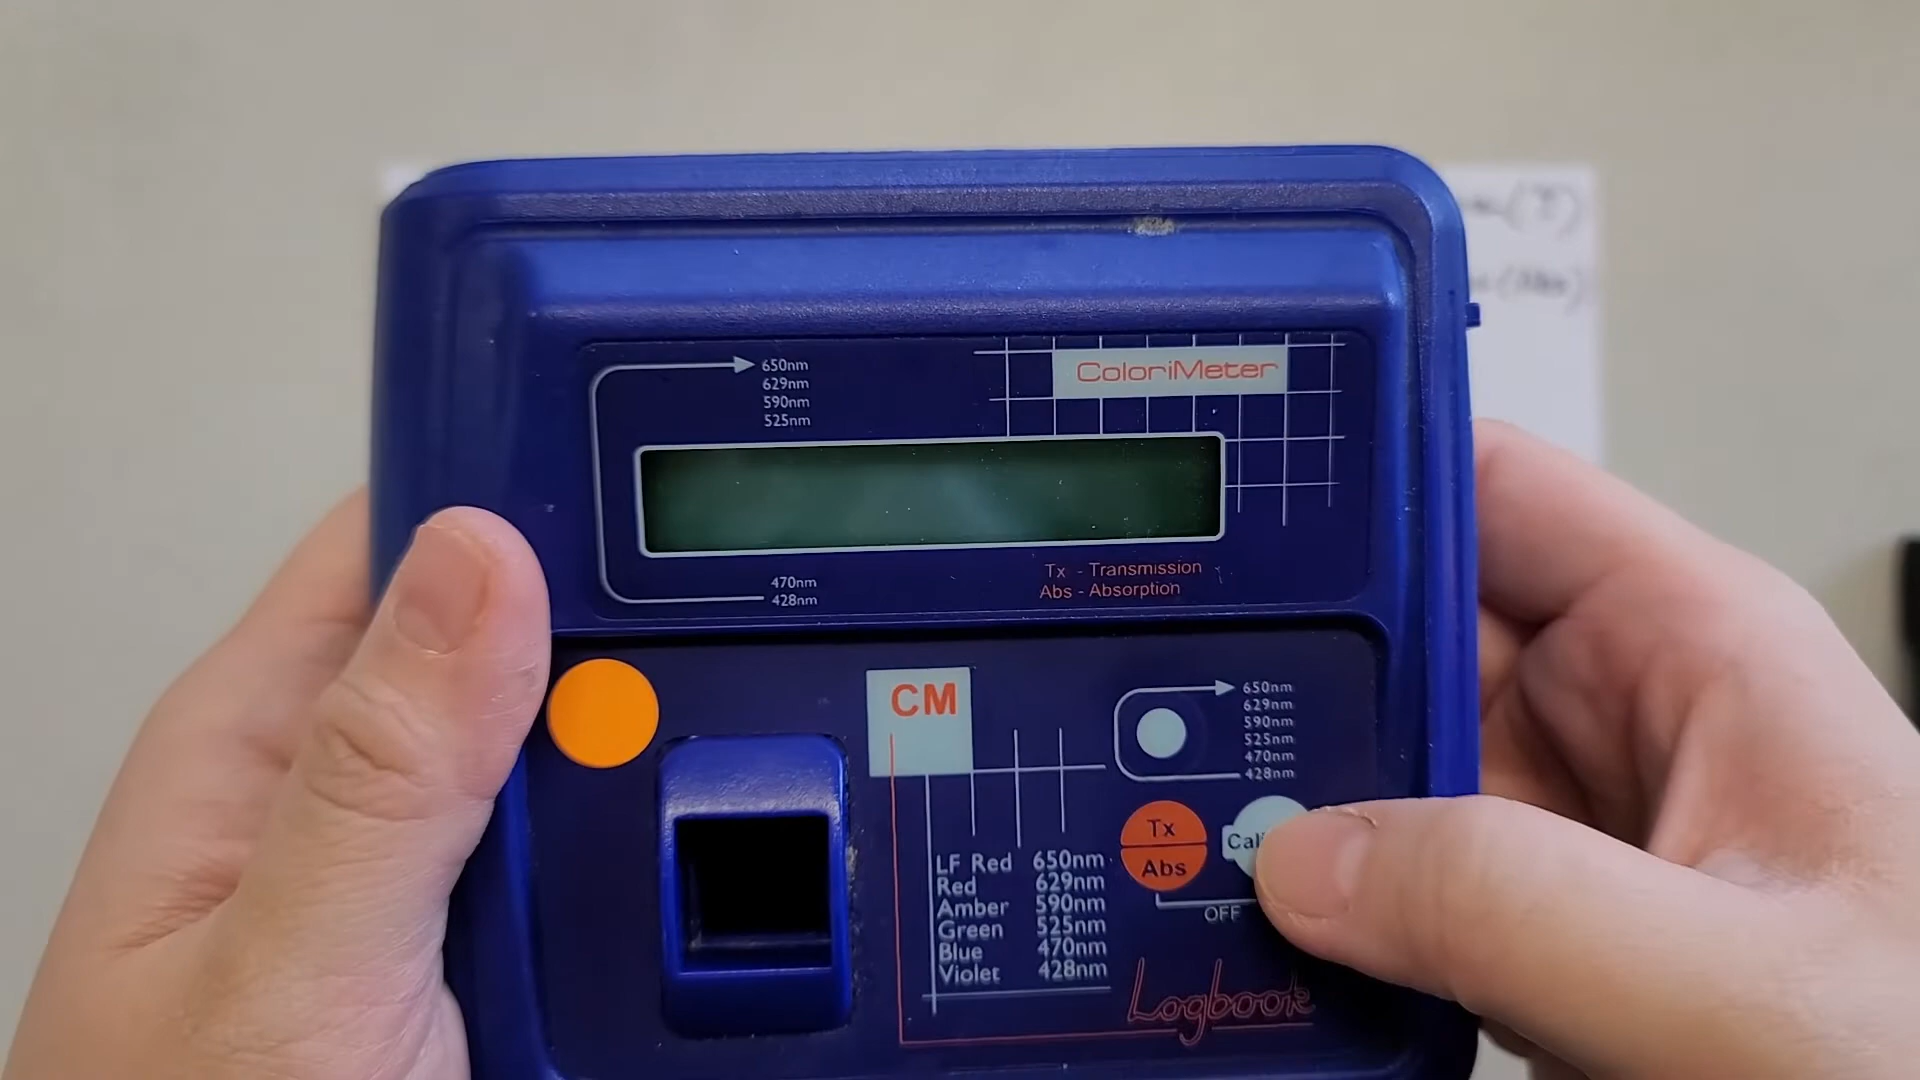 650nm
629nm
590nm
525nm
ColoriMeter
470nm
428nm
Tx - Transmission
Abs - Absorption
CM
650nm
629nm
590nm
525nm
470nm
428nm
Tx
Abs
OFF
LF Red 650nm
Red 629nm
Amber 590nm
Green 525nm
Blue 470nm
Violet 428nm
Logbook